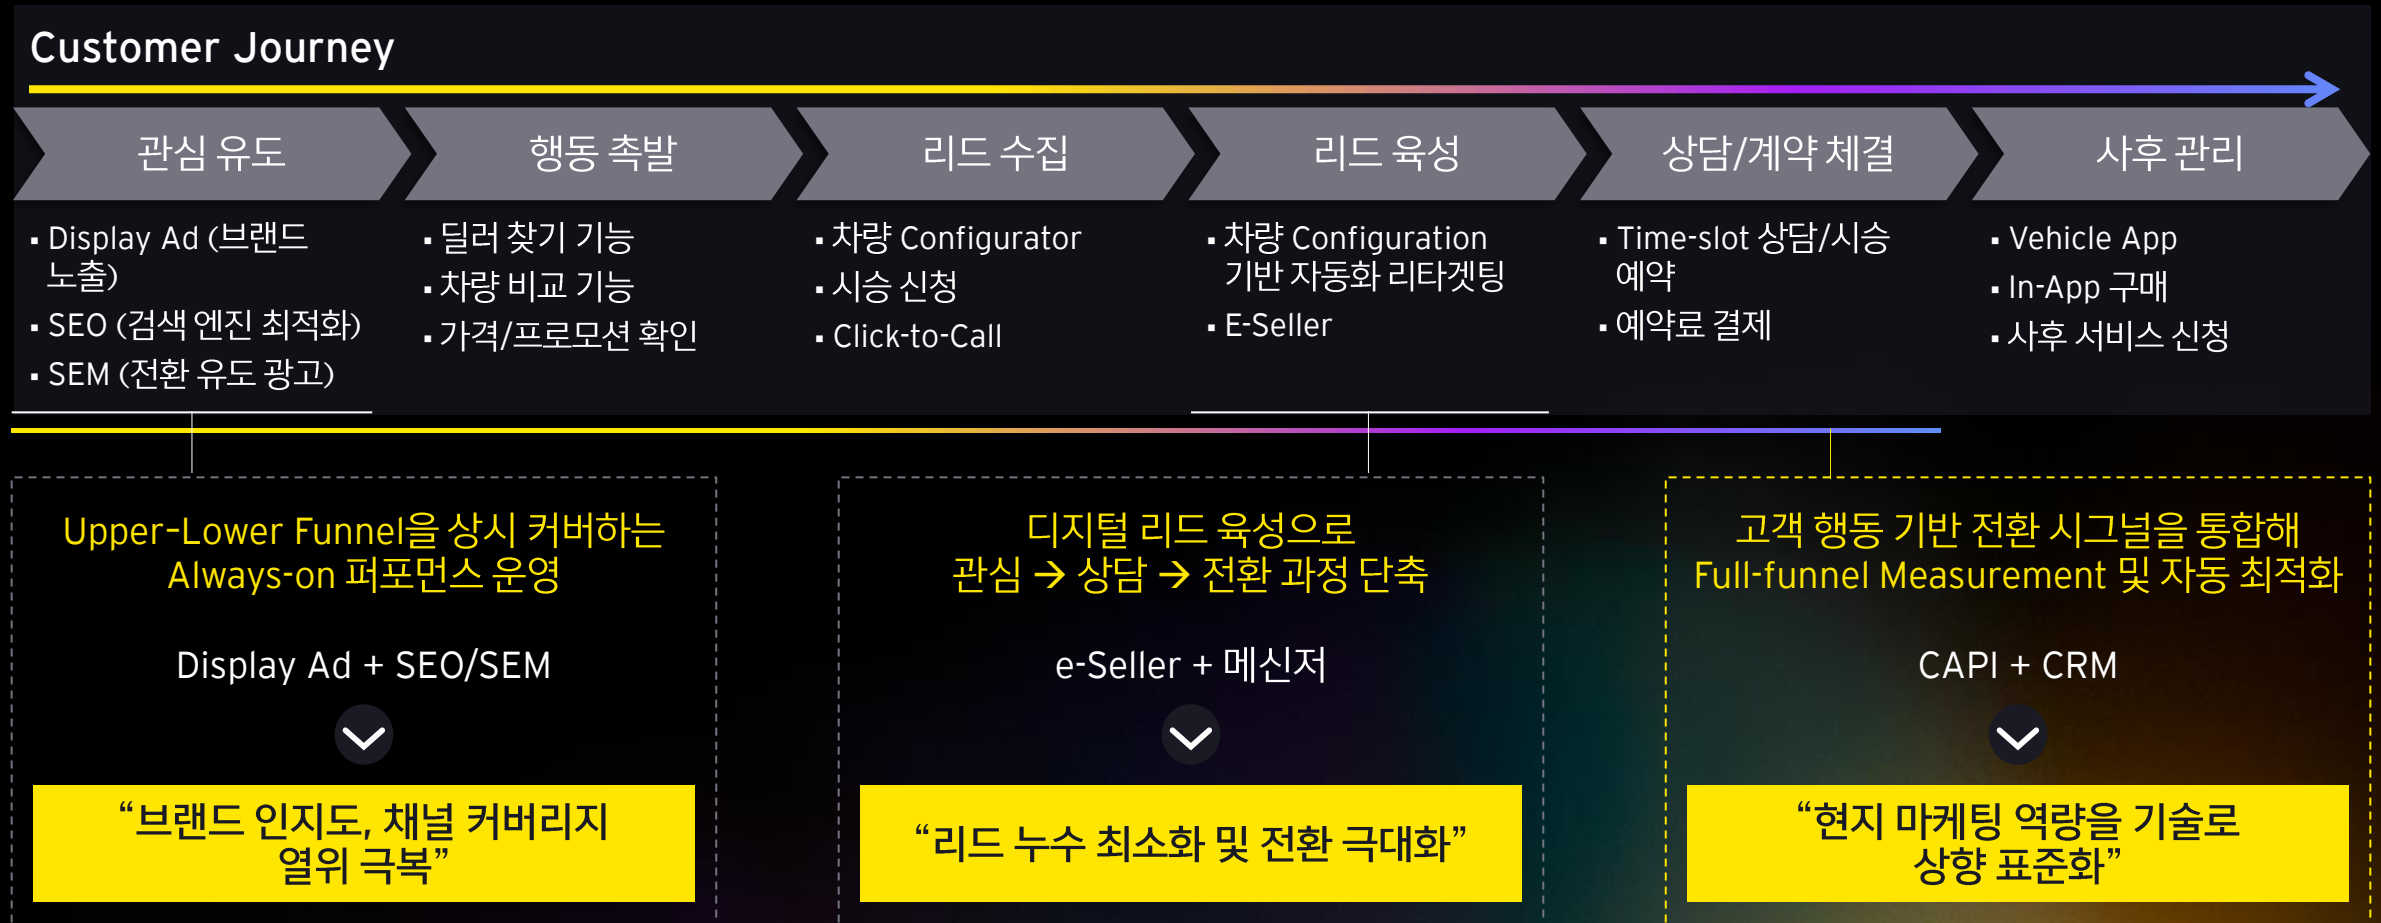 Customer Journey
관심 유도
행동 촉발
리드 수집
리드 육성
상담/계약 체결
사후 관리
▪ Display Ad (브랜드
노출)
▪ SEO (검색 엔진 최적화)
▪ SEM (전환 유도 광고)
▪ 딜러 찾기 기능
▪ 차량 비교 기능
▪ 가격/프로모션 확인
▪ 차량 Configurator
▪ 시승 신청
▪ Click-to-Call
▪ 차량 Configuration
기반 자동화 리타겟팅
▪ E-Seller
▪ Time-slot 상담/시승
예약
▪ 예약료 결제
▪ Vehicle App
▪ In-App 구매
▪ 사후 서비스 신청
Upper-Lower Funnel을 상시 커버하는
Always-on 퍼포먼스 운영
Display Ad + SEO/SEM
“브랜드 인지도, 채널 커버리지
열위 극복”
디지털 리드 육성으로
관심 → 상담 → 전환 과정 단축
e-Seller + 메신저
“리드 누수 최소화 및 전환 극대화”
고객 행동 기반 전환 시그널을 통합해
Full-funnel Measurement 및 자동 최적화
CAPI + CRM
“현지 마케팅 역량을 기술로
상향 표준화”